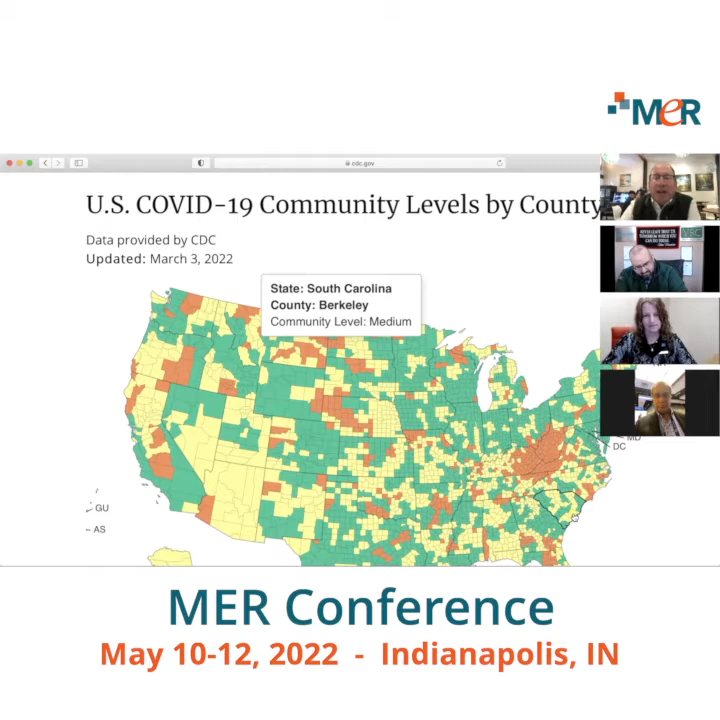 MeR
cdc.gov
U.S. COVID-19 Community Levels by County
Data provided by CDC
Updated: March 3, 2022
State: South Carolina
County: Berkeley
Community Level: Medium
VBC
MD
DC
GU
AS
MER Conference
May 10-12, 2022 - Indianapolis, IN